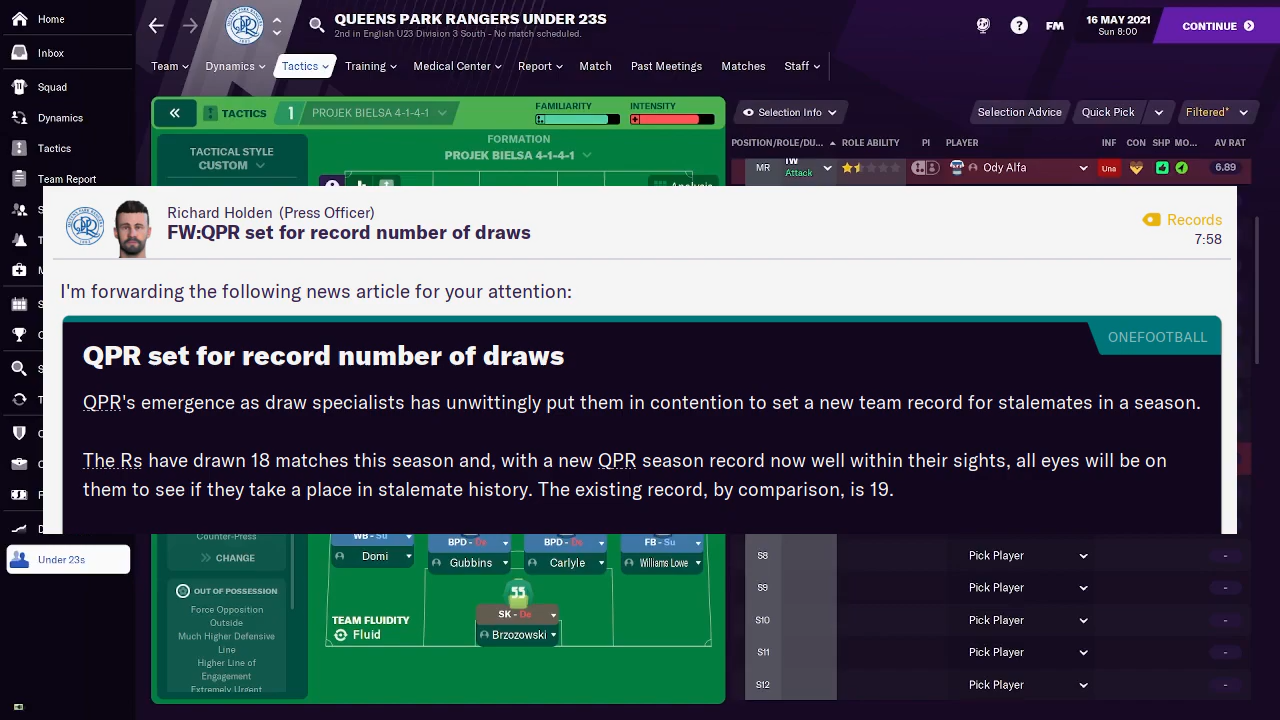 Home
QUEENS PARK RANGERS UNDER 23S
2nd in English U23 Division 3 South - No match scheduled.
FM
16 MAY 2021
Sun 8:00
CONTINUE
Inbox
Team
Dynamics
Tactics
Training
Medical Center
Report
Match
Past Meetings
Matches
Staff
Squad
Dynamics
Tactics
Team Report
Under 23s
TACTICS
1
PROJEK BIELSA 4-1-4-1
FAMILIARITY
INTENSITY
TACTICAL STYLE
CUSTOM
FORMATION
PROJEK BIELSA 4-1-4-1
Analysis
Selection Info
Selection Advice
Quick Pick
Filtered*
POSITION/ROLE/DU...
ROLE ABILITY
PI
PLAYER
INF
CON
SHP
MO...
AV RAT
MR
IW
Attack
Ody Alfa
Una
6.89
Richard Holden (Press Officer)
FW:QPR set for record number of draws
Records
7:58
I'm forwarding the following news article for your attention:
ONEFOOTBALL
QPR set for record number of draws
QPR's emergence as draw specialists has unwittingly put them in contention to set a new team record for stalemates in a season.
The Rs have drawn 18 matches this season and, with a new QPR season record now well within their sights, all eyes will be on
them to see if they take a place in stalemate history. The existing record, by comparison, is 19.
Counter-Press
CHANGE
OUT OF POSSESSION
Force Opposition
Outside
Much Higher Defensive
Line
Higher Line of
Engagement
Extremely Urgent
WB - Su
Domi
BPD - De
Gubbins
BPD - De
Carlyle
FB - Su
Williams Lowe
55
SK - De
Brzozowski
TEAM FLUIDITY
Fluid
S8
Pick Player
-
S9
Pick Player
-
S10
Pick Player
-
S11
Pick Player
-
S12
Pick Player
-